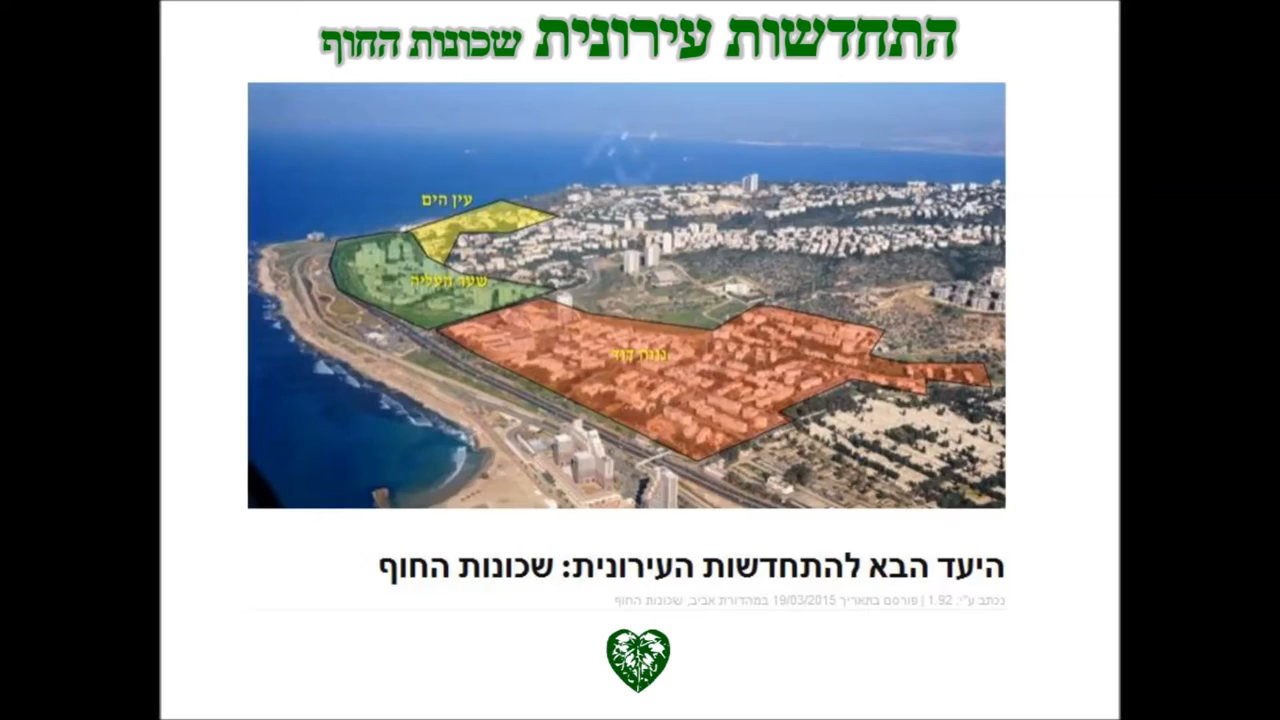 התחדשות עירונית שכונות החוף
עין הים
שער העליה
נווה דוד
היעד הבא להתחדשות העירונית: שכונות החוף
נכתב ע"י: 1.92 | פורסם בתאריך 19/03/2015 במהדורת אביב, שכונות החוף